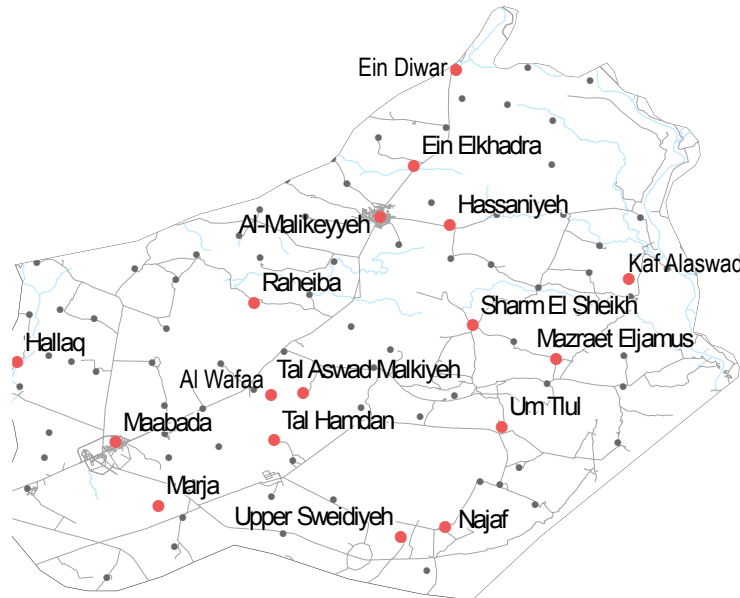 Ein Diwar
Ein Elkhadra
Hassaniyeh
Al-Malikeyyeh
Kaf Alaswad
Raheiba
Sharm El Sheikh
Hallaq
Mazraet Eljamus
Tal Aswad Malkiyeh
Al Wafaa
Um Tlul
Tal Hamdan
Maabada
Marja
Upper Sweidiyeh
Najaf